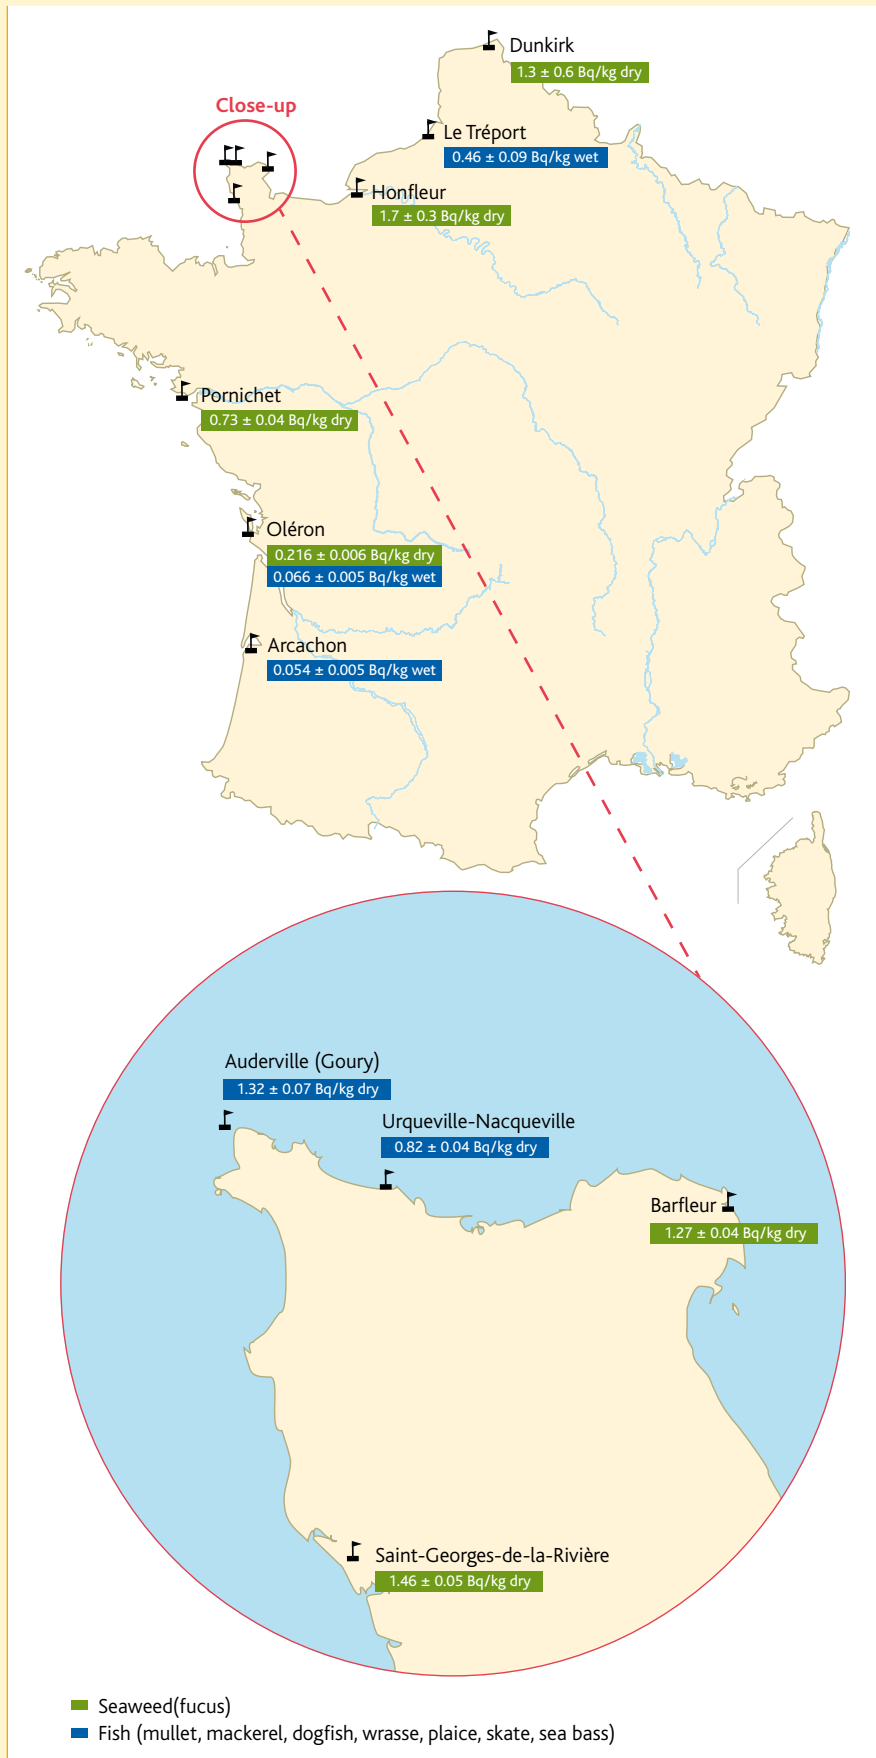 Dunkirk
1.3 ± 0.6 Bq/kg dry
Close-up
Le Tréport
0.46 ± 0.09 Bq/kg wet
Honfleur
1.7 ± 0.3 Bq/kg dry
Pornichet
0.73 ± 0.04 Bq/kg dry
Oléron
0.216 ± 0.006 Bq/kg dry
0.066 ± 0.005 Bq/kg wet
Arcachon
0.054 ± 0.005 Bq/kg wet
Auderville (Goury)
1.32 ± 0.07 Bq/kg dry
Urqueville-Nacqueville
0.82 ± 0.04 Bq/kg dry
Barfleur
1.27 ± 0.04 Bq/kg dry
Saint-Georges-de-la-Rivière
1.46 ± 0.05 Bq/kg dry
Seaweed(fucus)
Fish (mullet, mackerel, dogfish, wrasse, plaice, skate, sea bass)